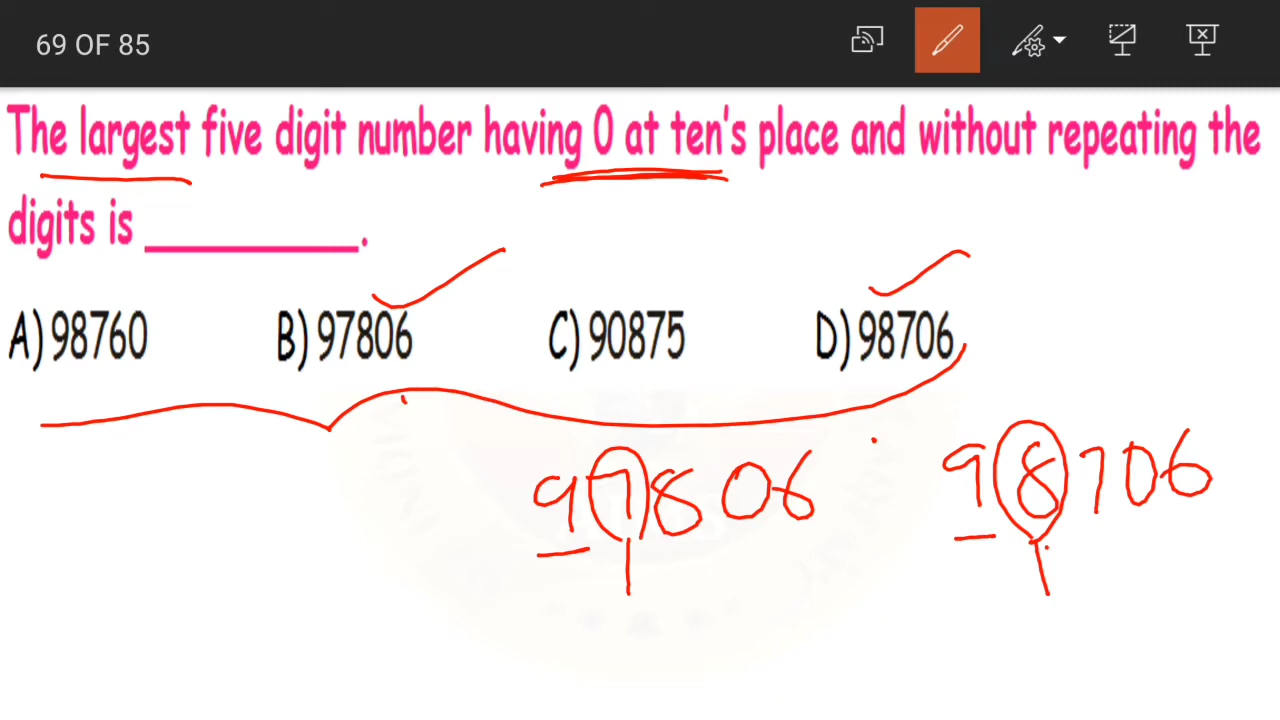 69 OF 85
The largest five digit number having 0 at ten's place and without repeating the
digits is __________.
A) 98760 B) 97806 C) 90875 D) 98706
97806 98706